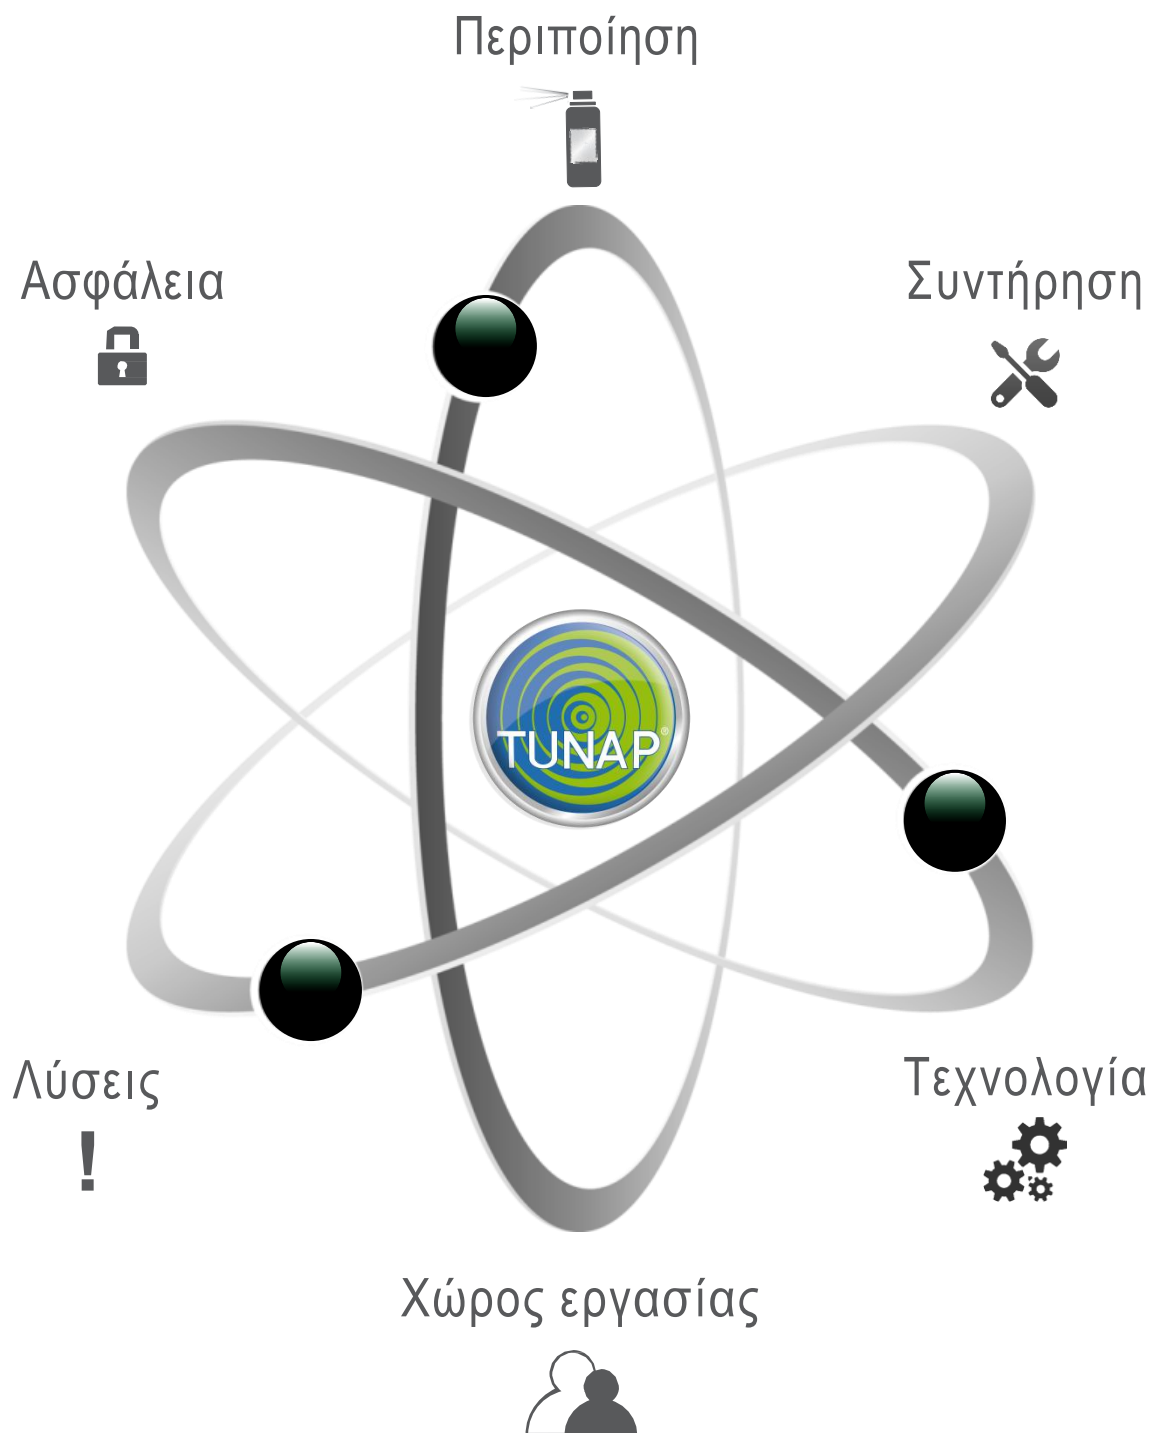 Περιποίηση
Ασφάλεια
Συντήρηση
TUNAP®
Λύσεις
Τεχνολογία
Χώρος εργασίας